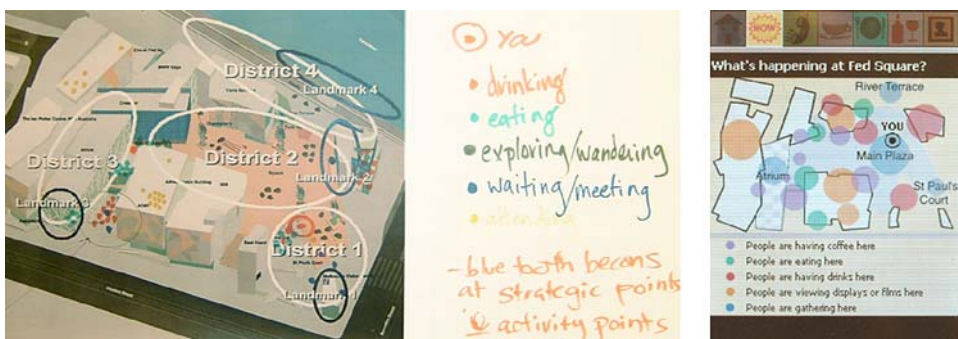 District 4
Landmark 4
District 3
District 2
Landmark 2
Landmark 3
District 1
Landmark 1
You
• drinking
• eating
• exploring/wandering
• waiting/meeting
• attending
- blue tooth becons
at strategic points
activity points
NOW
What's happening at Fed Square?
River Terrace
YOU
Main Plaza
Atrium
St Paul's
Court
People are having coffee here
People are eating here
People are having drinks here
People are viewing displays or films here
People are gathering here